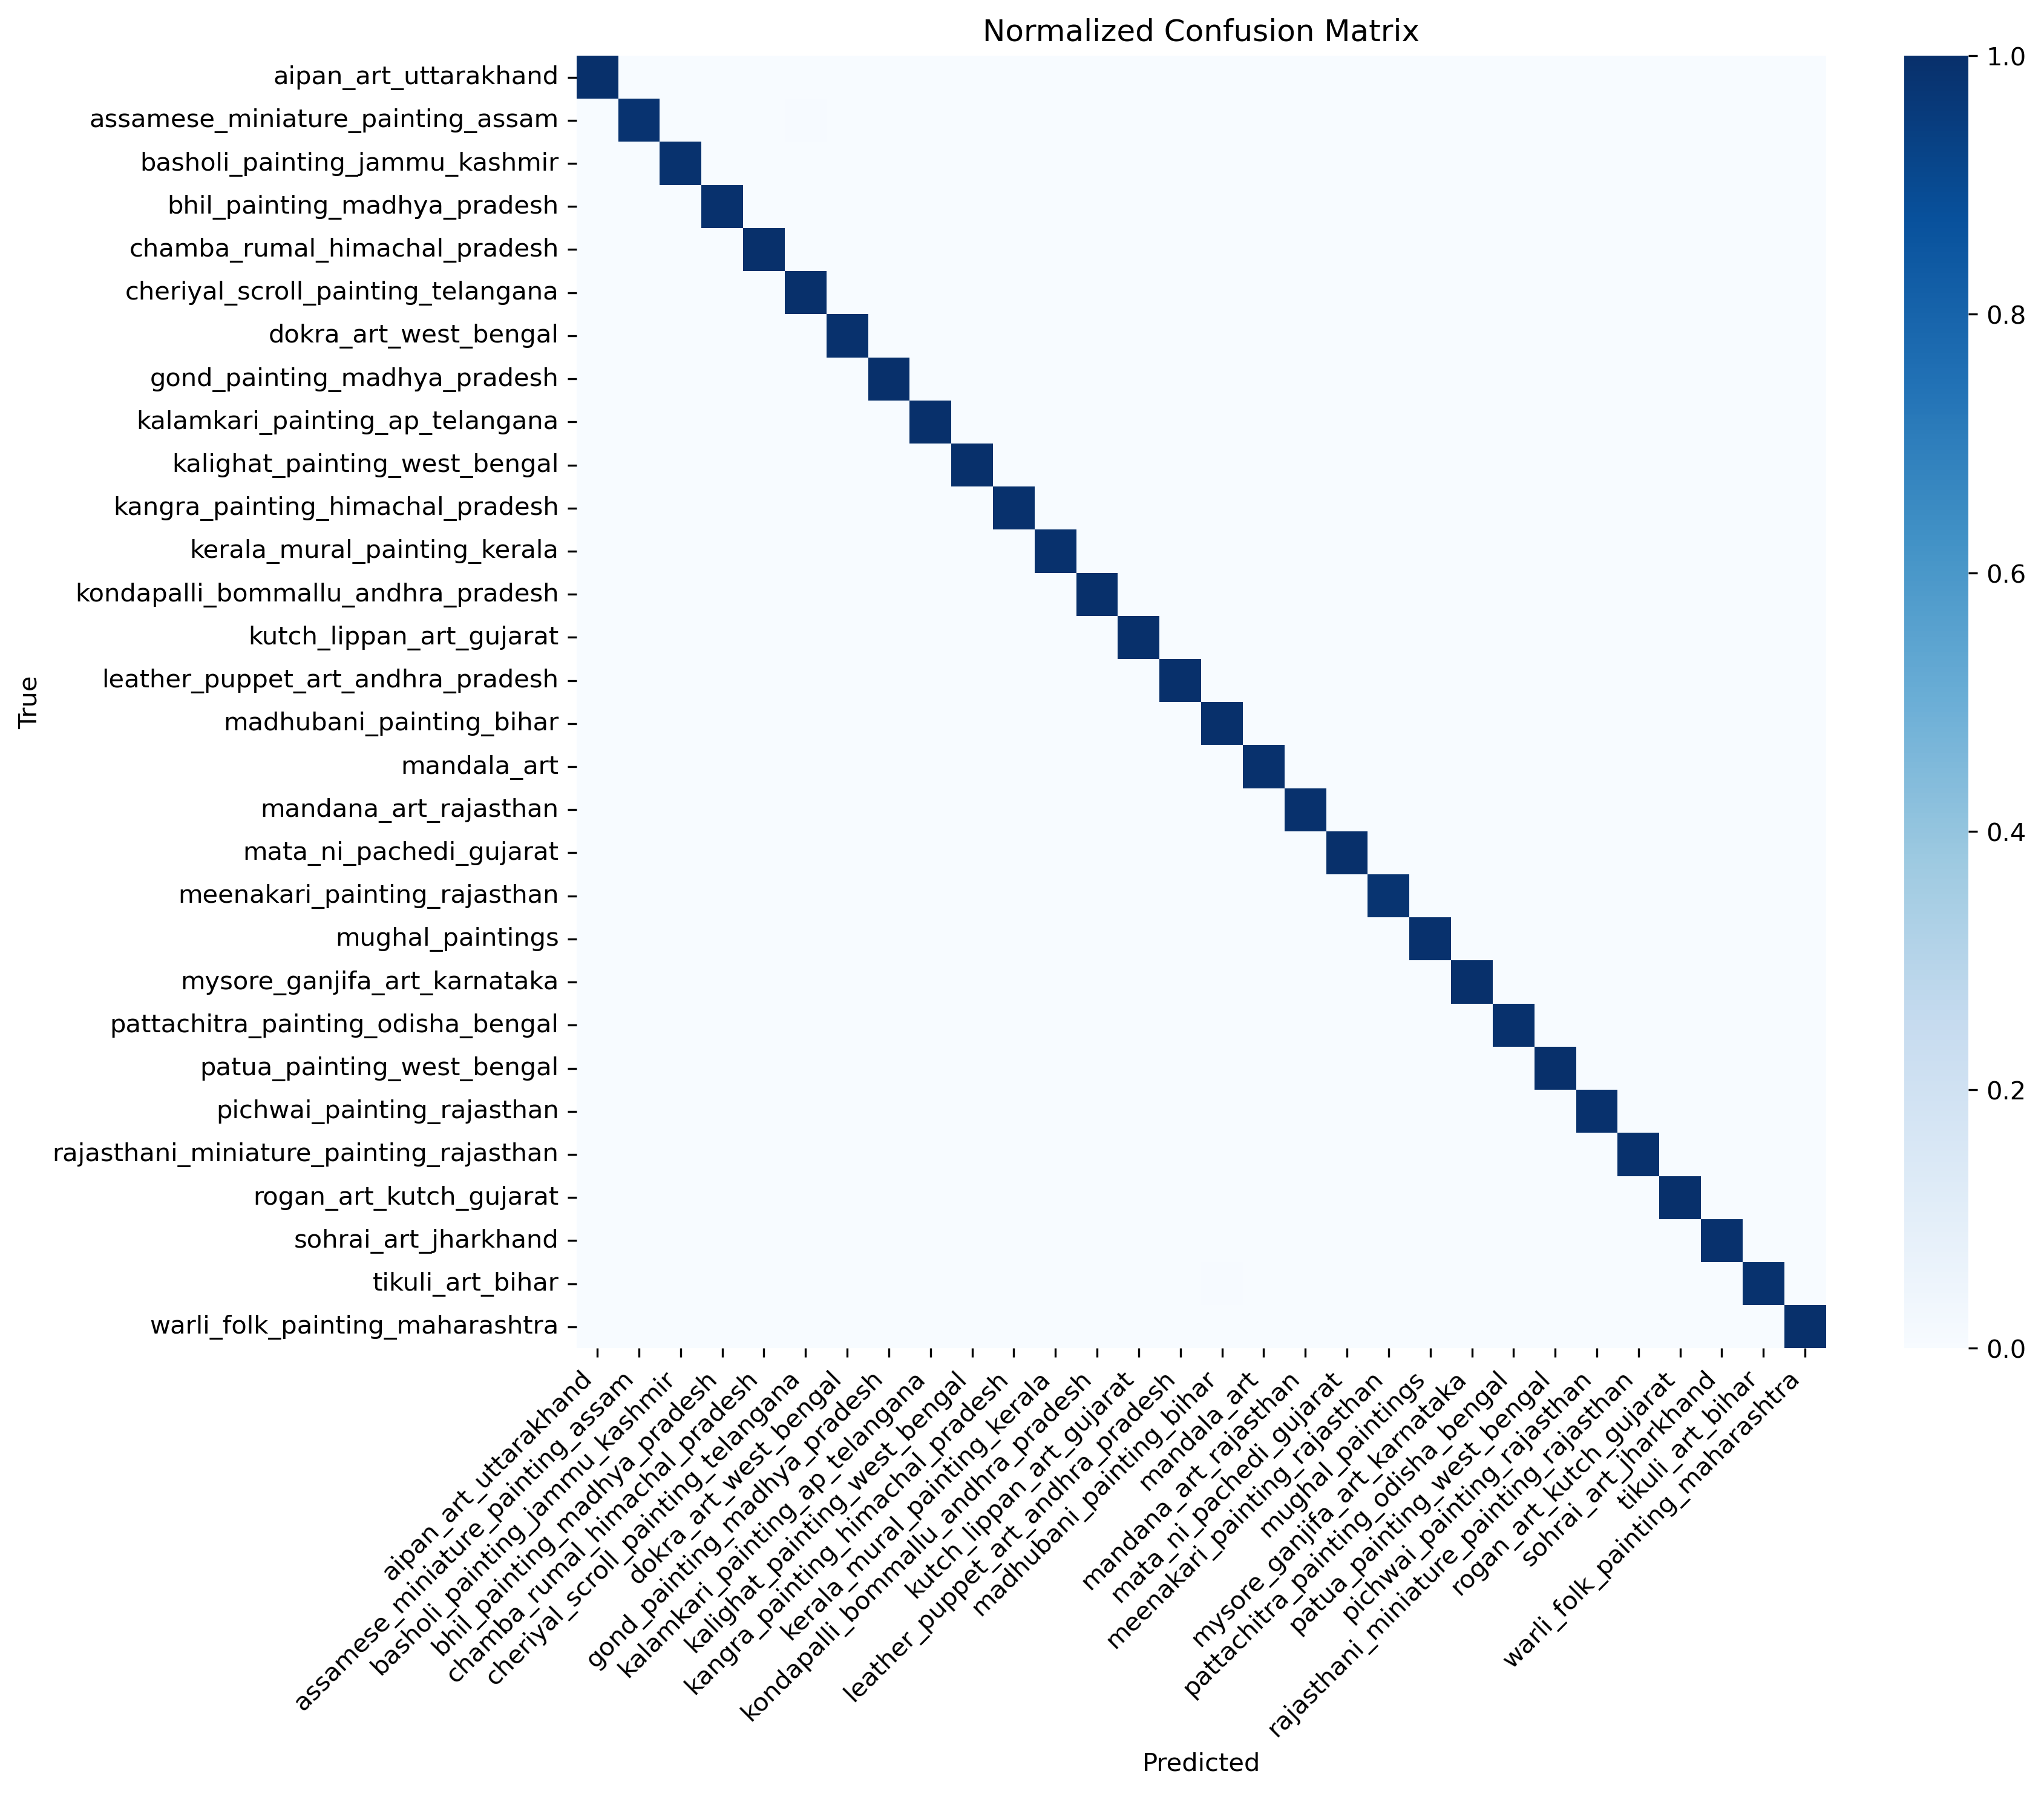 Normalized Confusion Matrix
aipan_art_uttarakhand
assamese_miniature_painting_assam
basholi_painting_jammu_kashmir
bhil_painting_madhya_pradesh
chamba_rumal_himachal_pradesh
cheriyal_scroll_painting_telangana
dokra_art_west_bengal
gond_painting_madhya_pradesh
kalamkari_painting_ap_telangana
kalighat_painting_west_bengal
kangra_painting_himachal_pradesh
kerala_mural_painting_kerala
kondapalli_bommallu_andhra_pradesh
kutch_lippan_art_gujarat
leather_puppet_art_andhra_pradesh
madhubani_painting_bihar
mandala_art
mandana_art_rajasthan
mata_ni_pachedi_gujarat
meenakari_painting_rajasthan
mughal_paintings
mysore_ganjifa_art_karnataka
pattachitra_painting_odisha_bengal
patua_painting_west_bengal
pichwai_painting_rajasthan
rajasthani_miniature_painting_rajasthan
rogan_art_kutch_gujarat
sohrai_art_jharkhand
tikuli_art_bihar
warli_folk_painting_maharashtra
True
aipan_art_uttarakhand
assamese_miniature_painting_assam
basholi_painting_jammu_kashmir
bhil_painting_madhya_pradesh
chamba_rumal_himachal_pradesh
cheriyal_scroll_painting_telangana
dokra_art_west_bengal
gond_painting_madhya_pradesh
kalamkari_painting_ap_telangana
kalighat_painting_west_bengal
kangra_painting_himachal_pradesh
kerala_mural_painting_kerala
kondapalli_bommallu_andhra_pradesh
kutch_lippan_art_gujarat
leather_puppet_art_andhra_pradesh
madhubani_painting_bihar
mandala_art
mandana_art_rajasthan
mata_ni_pachedi_gujarat
meenakari_painting_rajasthan
mughal_paintings
mysore_ganjifa_art_karnataka
pattachitra_painting_odisha_bengal
patua_painting_west_bengal
pichwai_painting_rajasthan
rajasthani_miniature_painting_rajasthan
rogan_art_kutch_gujarat
sohrai_art_jharkhand
tikuli_art_bihar
warli_folk_painting_maharashtra
Predicted
1.0
0.8
0.6
0.4
0.2
0.0